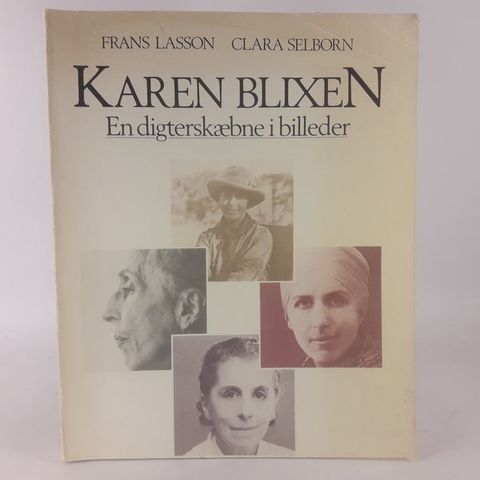 FRANS LASSON CLARA SELBORN
KAREN BLIXEN
En digterskæbne i billeder